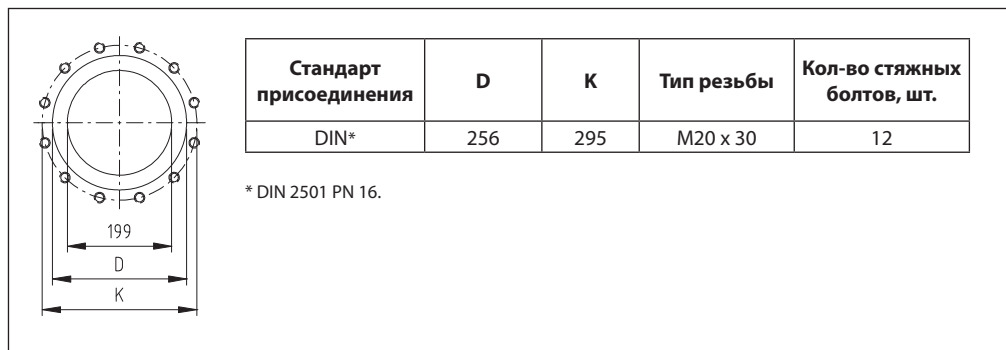 Стандарт
присоединения
D
K
Тип резьбы
Кол-во стяжных
болтов, шт.
DIN*
256
295
M20 x 30
12
* DIN 2501 PN 16.
199
D
K